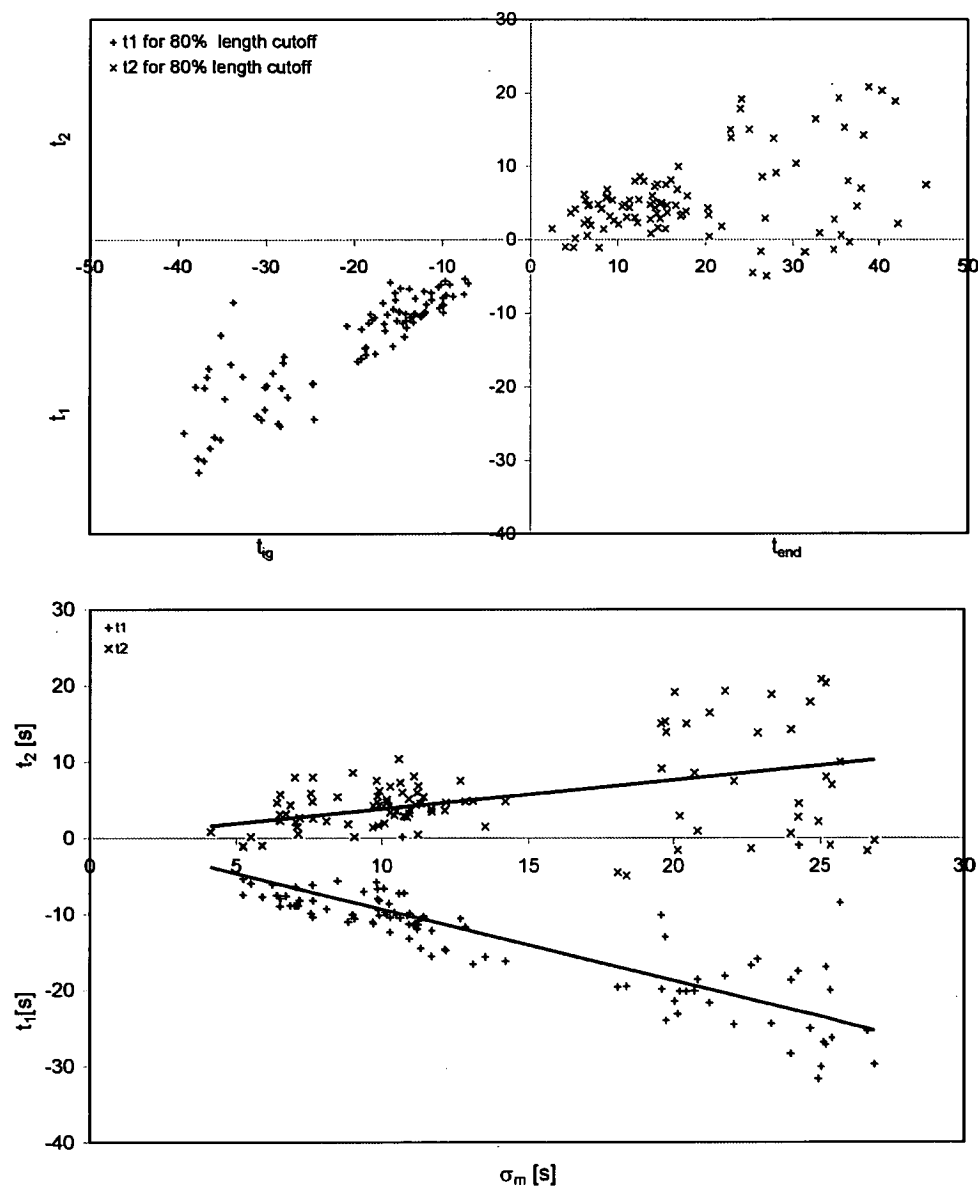 30
+ t1 for 80% length cutoff
× t2 for 80% length cutoff
20
t2
10
0
-50 -40 -30 -20 -10 0 10 20 30 40 50
-10
-20
t1
-30
-40
tig tend
30
+t1
×t2
20
t2 [s]
10
0
0 5 10 15 20 25 30
-10
-20
t1[s]
-30
-40
σm [s]